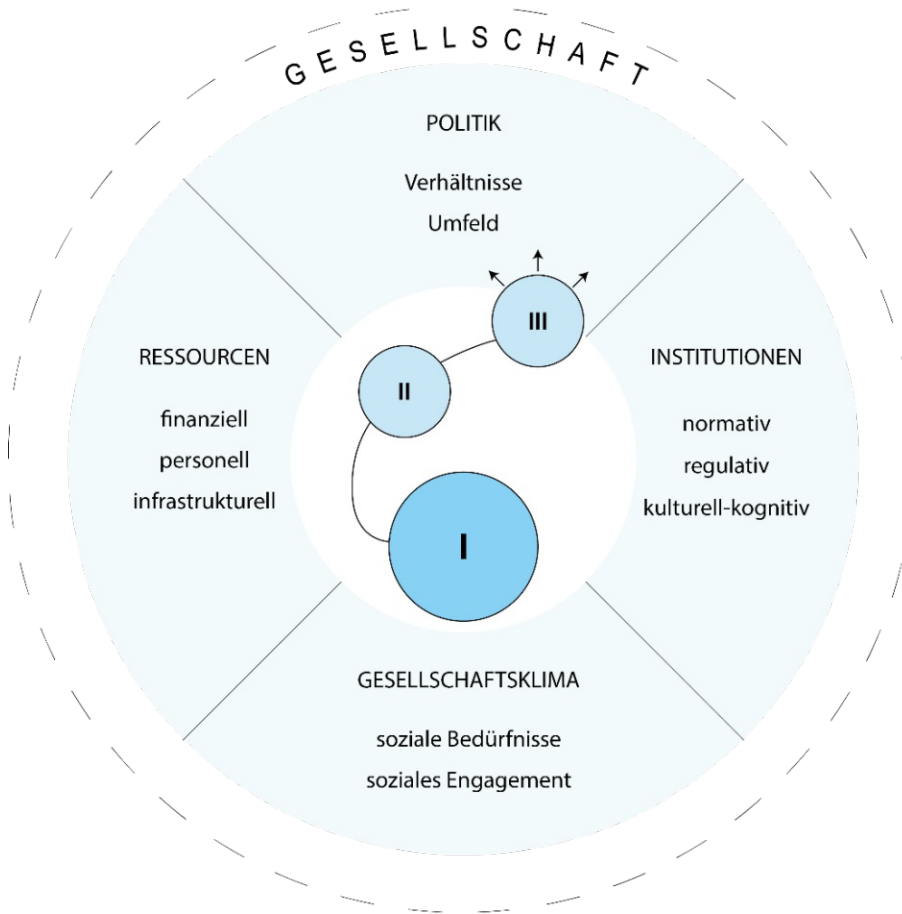 GESELLSCHAFT
POLITIK
Verhältnisse
Umfeld
III
RESSOURCEN
finanziell
personell
infrastrukturell
II
INSTITUTIONEN
normativ
regulativ
kulturell-kognitiv
I
GESELLSCHAFTSKLIMA
soziale Bedürfnisse
soziales Engagement